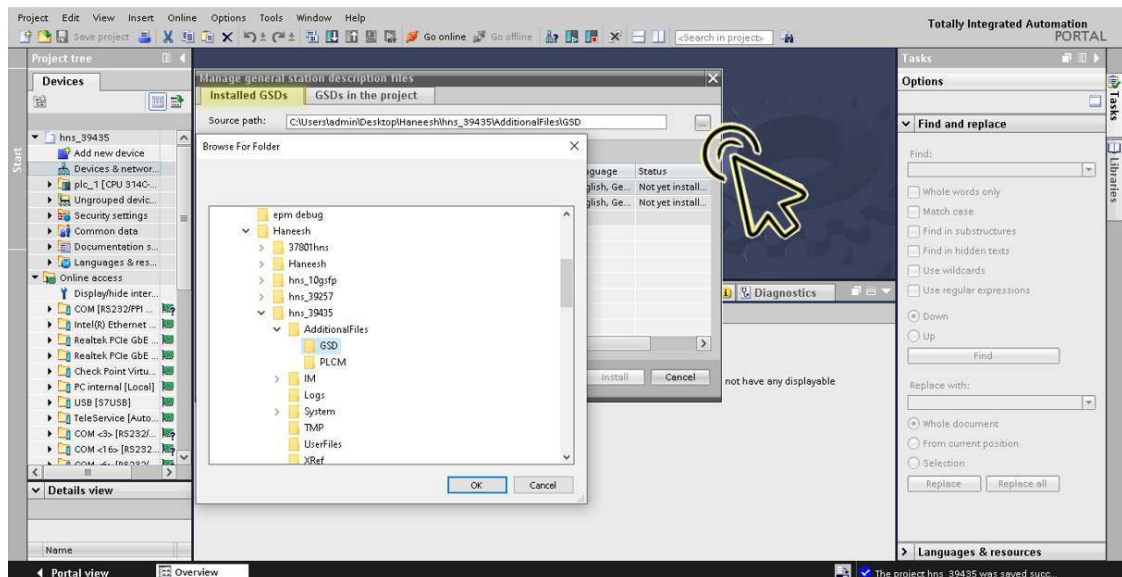 Project Edit View Insert Online Options Tools Window Help
Totally Integrated Automation
PORTAL
Save project Go online Go offline <Search in project>
Project tree
Devices
Start
hns_39435
Add new device
Devices & networ...
plc_1 [CPU 314C-...
Ungrouped devic...
Security settings
Common data
Documentation s...
Languages & res...
Online access
Display/hide inter...
COM [RS232/PPI ...
Intel(R) Ethernet ...
Realtek PCIe GbE ...
Realtek PCIe GbE ...
Check Point Virtu...
PC internal [Local]
USB [S7USB]
TeleService [Auto...
COM <3> [RS232/...
COM <16> [RS232...
Details view
Name
Manage general station description files
Installed GSDs GSDs in the project
Source path: C:\Users\admin\Desktop\Haneesh\hns_39435\AdditionalFiles\GSD ...
Browse For Folder
epm debug
Haneesh
37801hns
Haneesh
hns_10gsfp
hns_39257
hns_39435
AdditionalFiles
GSD
PLCM
IM
Logs
System
TMP
UserFiles
XRef
OK Cancel
nguage Status
glish, Ge... Not yet install...
glish, Ge... Not yet install...
Install Cancel
Diagnostics
not have any displayable
Tasks
Options
Find and replace
Find:
Whole words only
Match case
Find in substructures
Find in hidden texts
Use wildcards
Use regular expressions
Down
Up
Find
Replace with:
Whole document
From current position
Selection
Replace Replace all
Languages & resources
Tasks
Libraries
Portal view Overview
The project hns_39435 was saved succ...